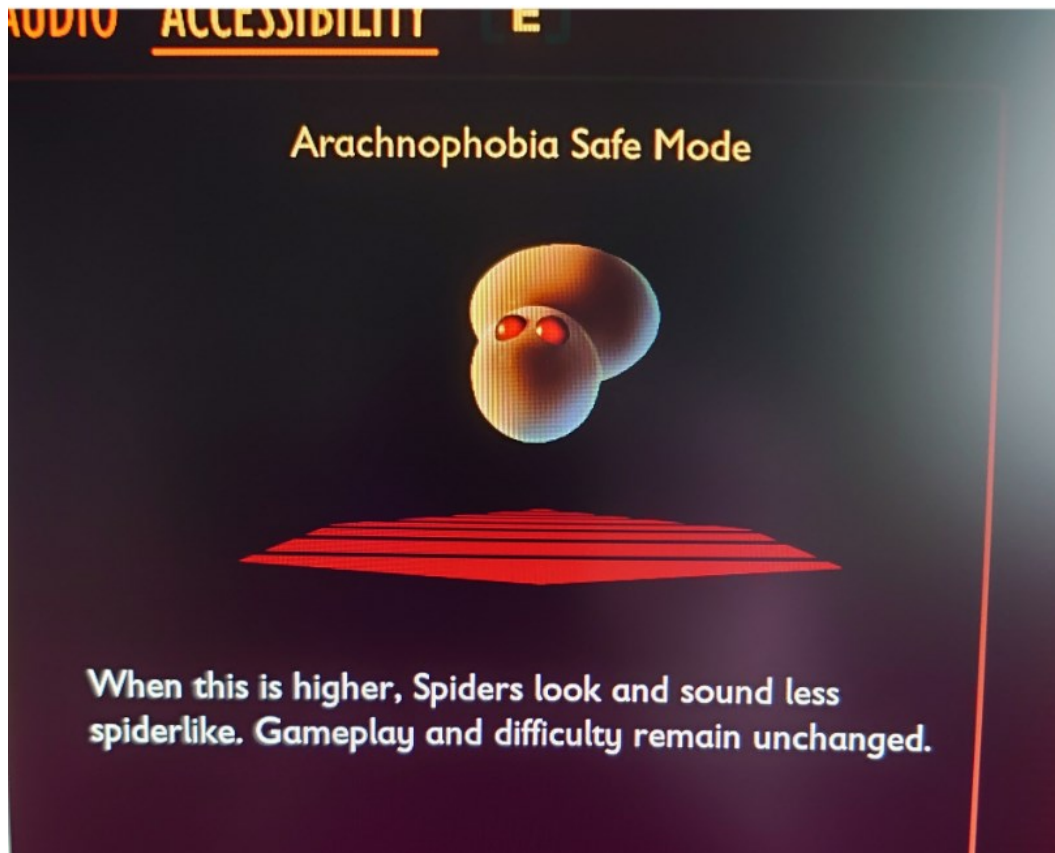 AUDIO ACCESSIBILITY E
Arachnophobia Safe Mode
When this is higher, Spiders look and sound less
spiderlike. Gameplay and difficulty remain unchanged.